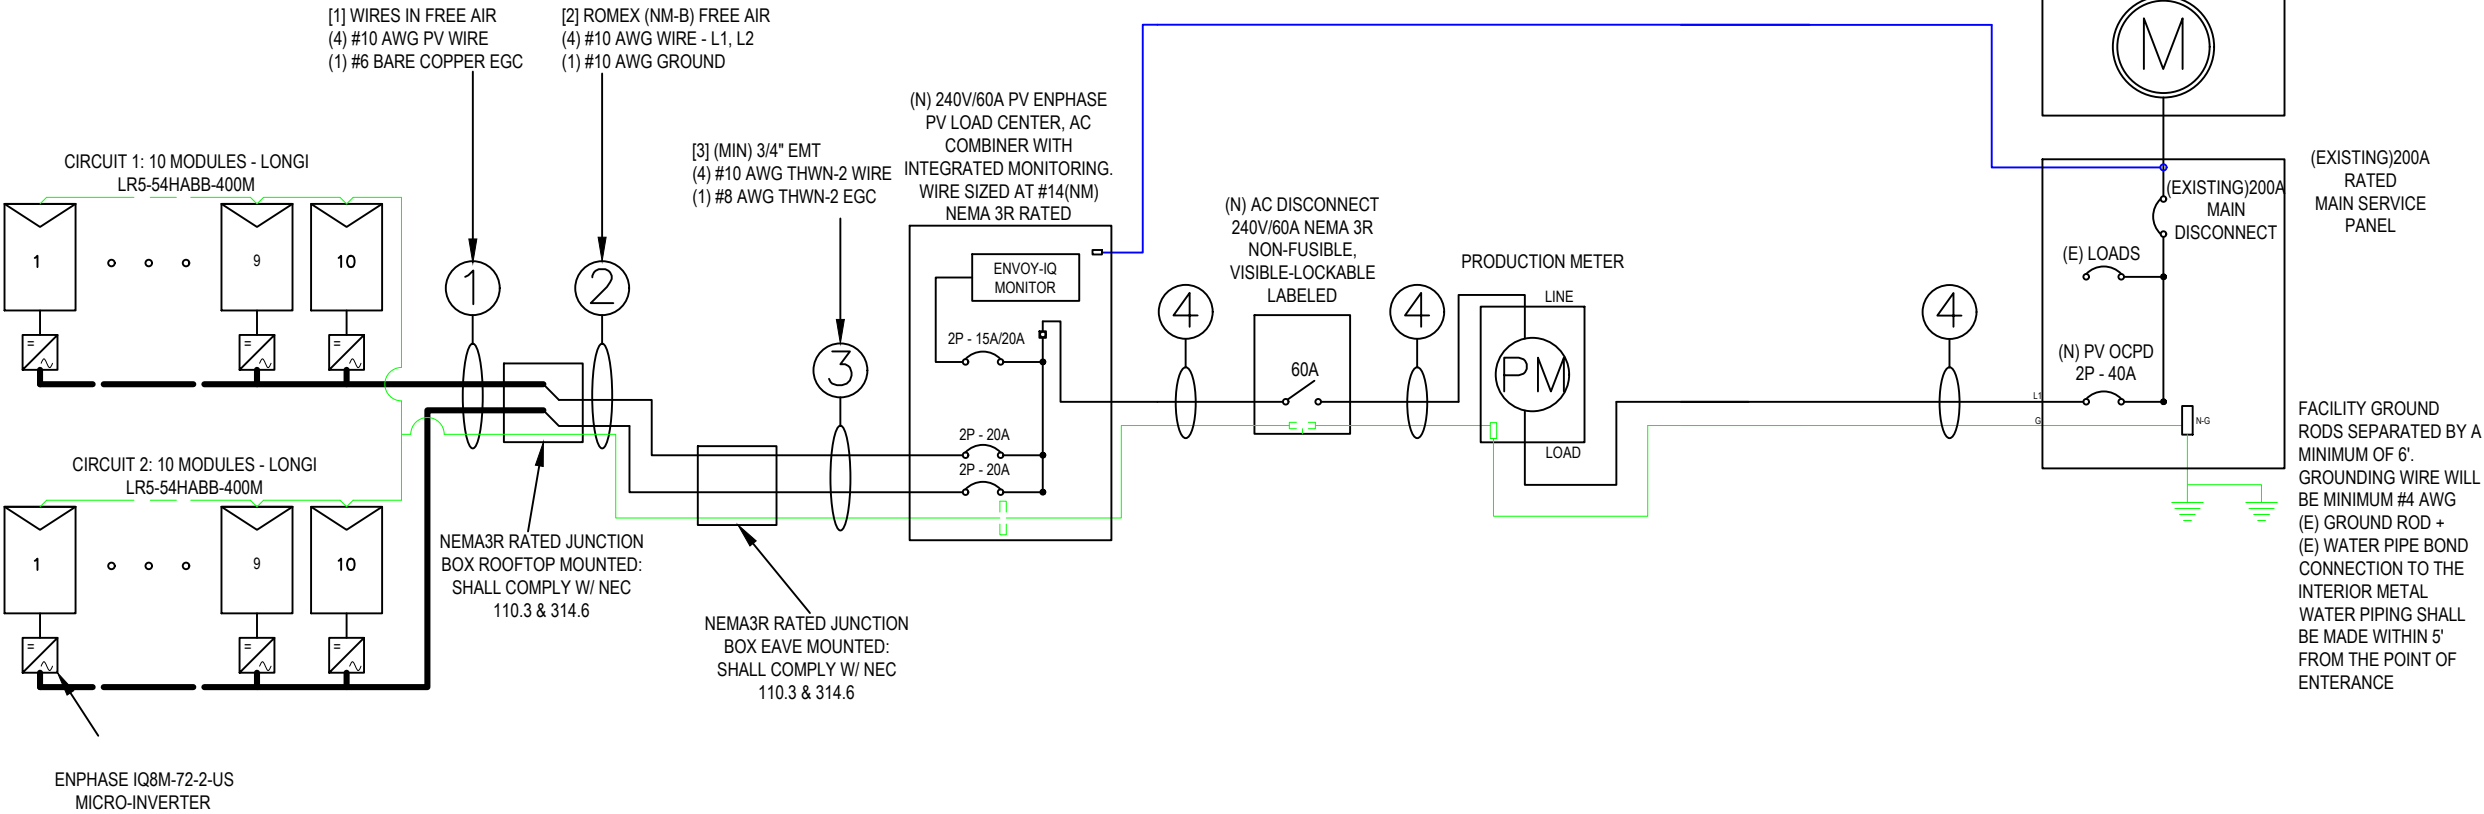 [1] WIRES IN FREE AIR
(4) #10 AWG PV WIRE
(1) #6 BARE COPPER EGC
[2] ROMEX (NM-B) FREE AIR
(4) #10 AWG WIRE - L1, L2
(1) #10 AWG GROUND
[3] (MIN) 3/4" EMT
(4) #10 AWG THWN-2 WIRE
(1) #8 AWG THWN-2 EGC
(N) 240V/60A PV ENPHASE
PV LOAD CENTER, AC
COMBINER WITH
INTEGRATED MONITORING.
WIRE SIZED AT #14(NM)
NEMA 3R RATED
M
(EXISTING)200A
RATED
MAIN SERVICE
PANEL
(EXISTING)200A
MAIN
DISCONNECT
(E) LOADS
(N) PV OCPD
2P - 40A
L1
G
N-G
CIRCUIT 1: 10 MODULES - LONGI
LR5-54HABB-400M
1
9
10
1
2
3
ENVOY-IQ
MONITOR
2P - 15A/20A
2P - 20A
2P - 20A
4
(N) AC DISCONNECT
240V/60A NEMA 3R
NON-FUSIBLE,
VISIBLE-LOCKABLE
LABELED
60A
4
PRODUCTION METER
LINE
PM
LOAD
4
CIRCUIT 2: 10 MODULES - LONGI
LR5-54HABB-400M
1
9
10
NEMA3R RATED JUNCTION
BOX ROOFTOP MOUNTED:
SHALL COMPLY W/ NEC
110.3 & 314.6
NEMA3R RATED JUNCTION
BOX EAVE MOUNTED:
SHALL COMPLY W/ NEC
110.3 & 314.6
FACILITY GROUND
RODS SEPARATED BY A
MINIMUM OF 6'.
GROUNDING WIRE WILL
BE MINIMUM #4 AWG
(E) GROUND ROD +
(E) WATER PIPE BOND
CONNECTION TO THE
INTERIOR METAL
WATER PIPING SHALL
BE MADE WITHIN 5'
FROM THE POINT OF
ENTERANCE
ENPHASE IQ8M-72-2-US
MICRO-INVERTER